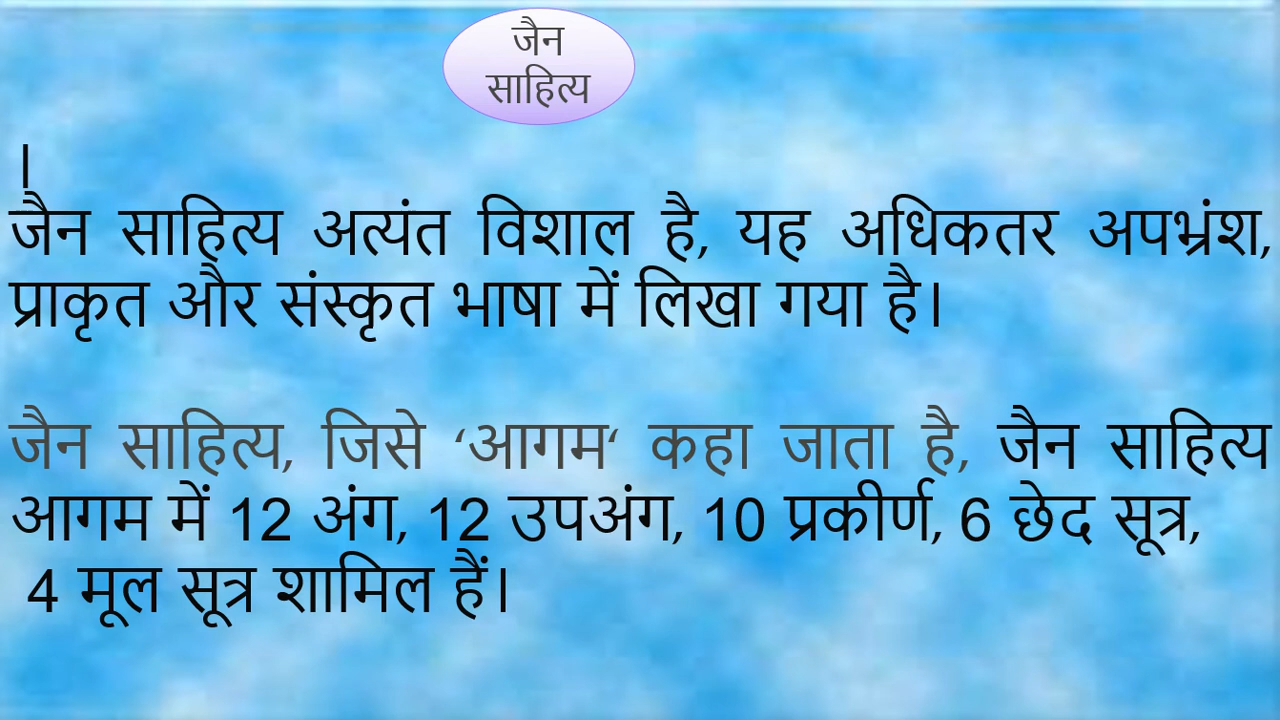 जैन
साहित्य
।
जैन साहित्य अत्यंत विशाल है, यह अधिकतर अपभ्रंश,
प्राकृत और संस्कृत भाषा में लिखा गया है।
जैन साहित्य, जिसे ‘आगम‘ कहा जाता है, जैन साहित्य
आगम में 12 अंग, 12 उपअंग, 10 प्रकीर्ण, 6 छेद सूत्र,
4 मूल सूत्र शामिल हैं।